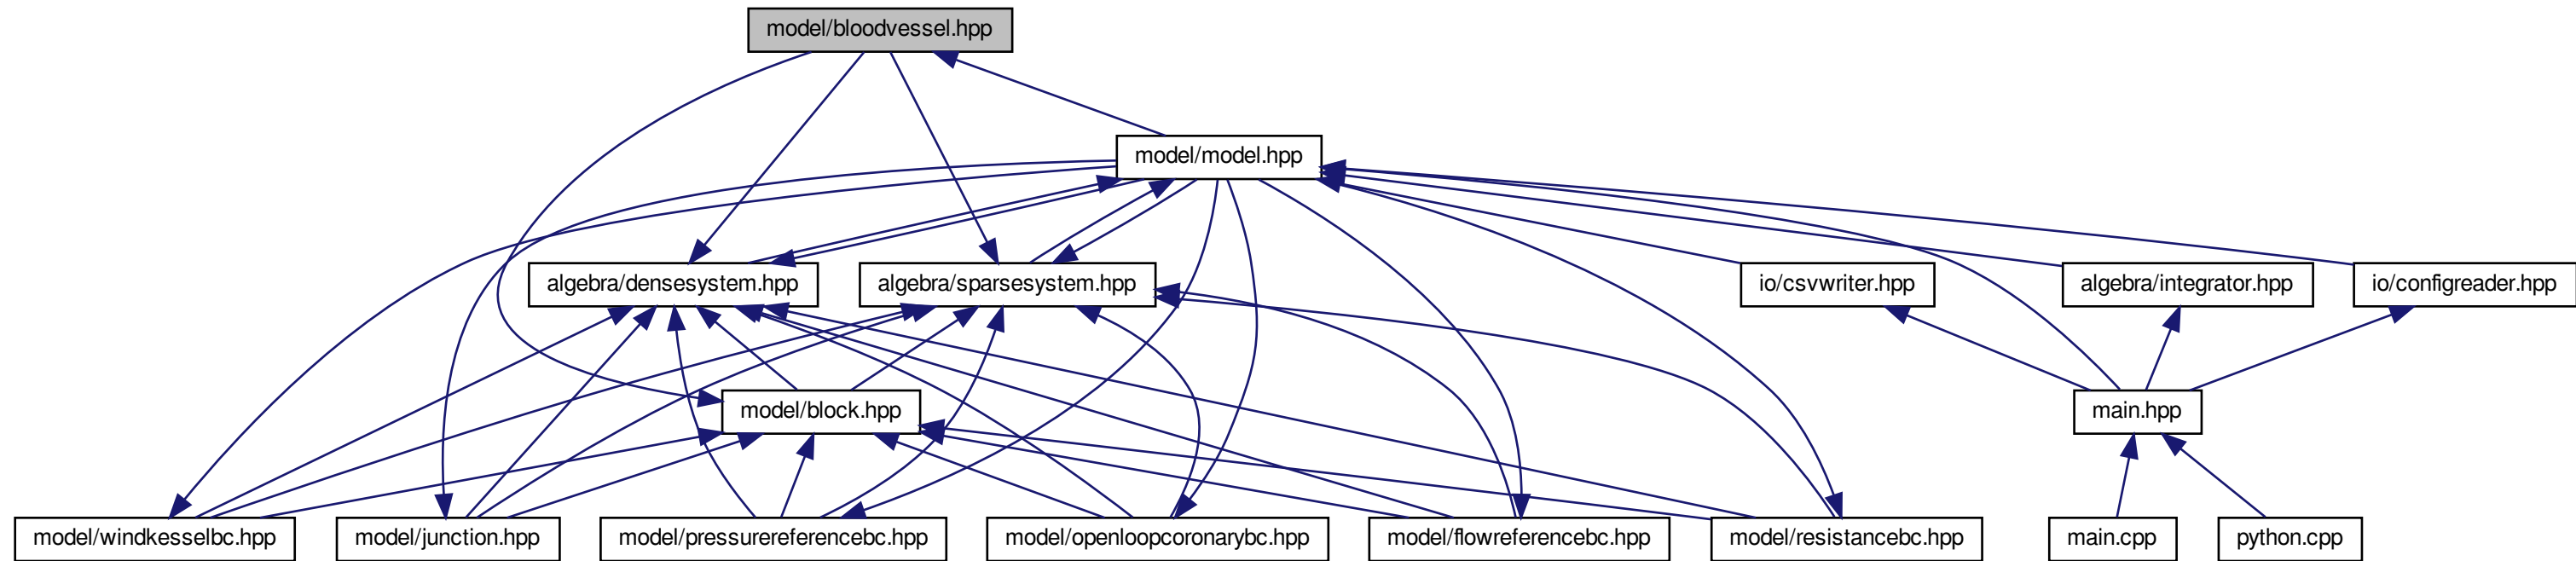 model/bloodvessel.hpp
model/model.hpp
algebra/densesystem.hpp
algebra/sparsesystem.hpp
io/csvwriter.hpp
algebra/integrator.hpp
io/configreader.hpp
model/block.hpp
main.hpp
model/windkesselbc.hpp
model/junction.hpp
model/pressurereferencebc.hpp
model/openloopcoronarybc.hpp
model/flowreferencebc.hpp
model/resistancebc.hpp
main.cpp
python.cpp